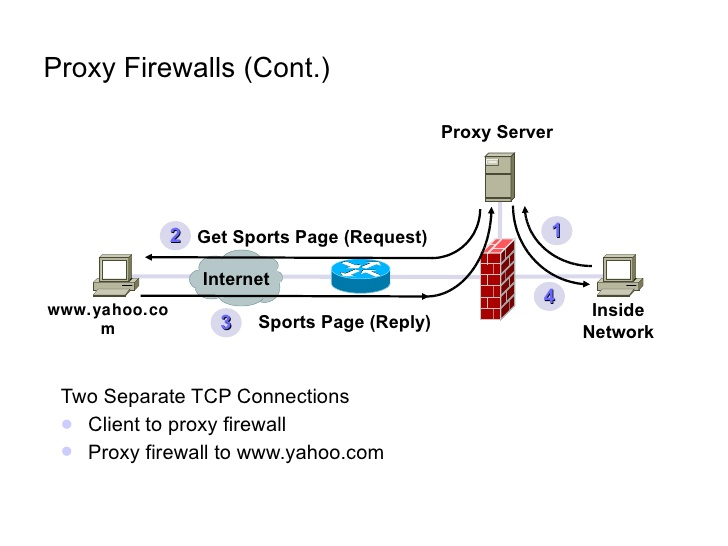 Proxy Firewalls (Cont.)
Proxy Server
1
2
Get Sports Page (Request)
Internet
www.yahoo.co
m
3
Sports Page (Reply)
4
Inside
Network
Two Separate TCP Connections
Client to proxy firewall
Proxy firewall to www.yahoo.com